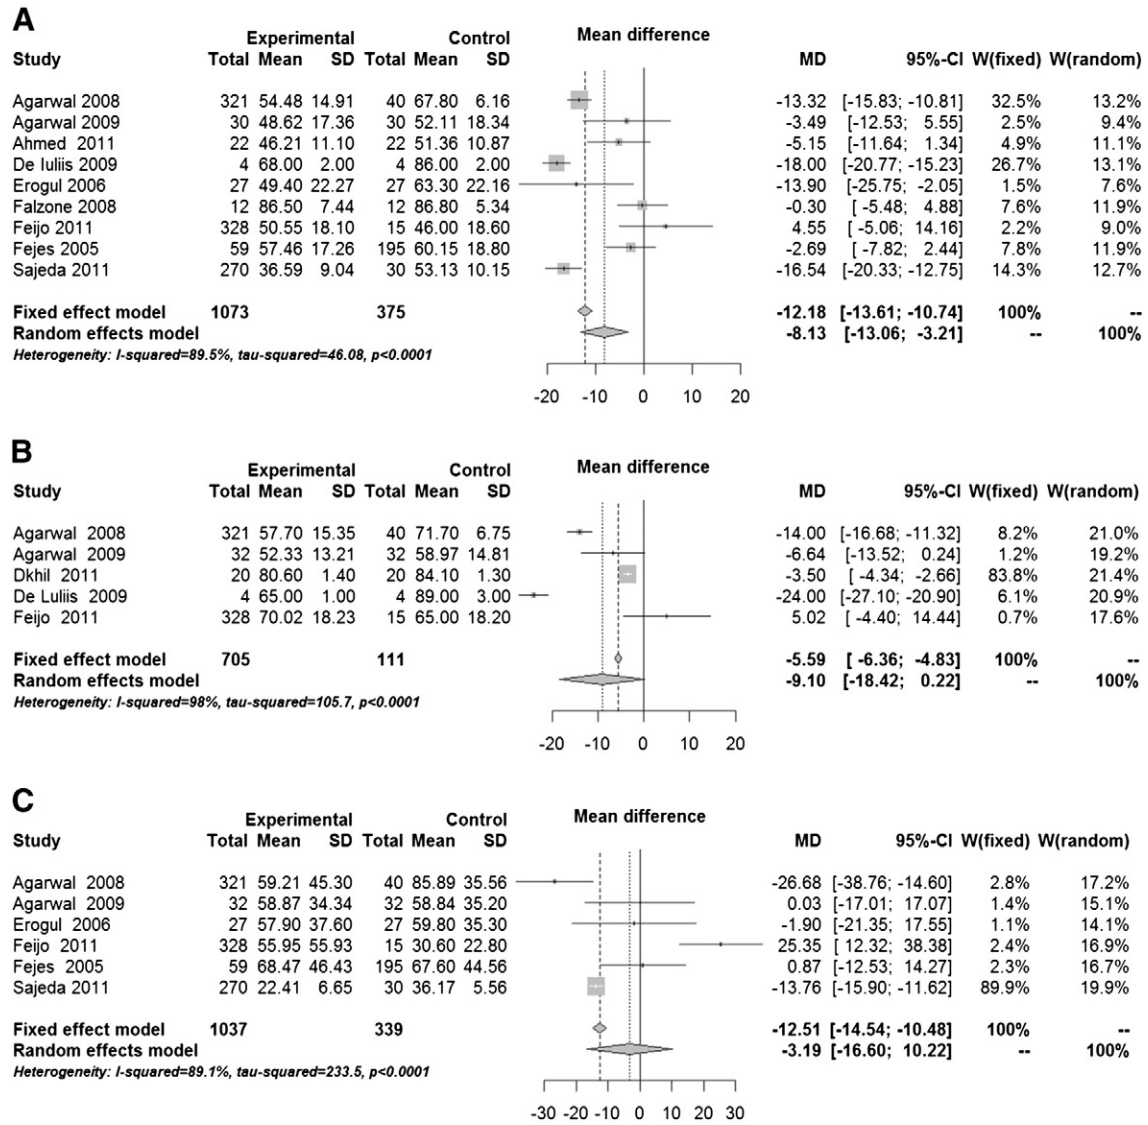 A
Experimental Control Mean difference
Study Total Mean SD Total Mean SD MD 95%-CI W(fixed) W(random)
Agarwal 2008 321 54.48 14.91 40 67.80 6.16 -13.32 [-15.83; -10.81] 32.5% 13.2%
Agarwal 2009 30 48.62 17.36 30 52.11 18.34 -3.49 [-12.53; 5.55] 2.5% 9.4%
Ahmed 2011 22 46.21 11.10 22 51.36 10.87 -5.15 [-11.64; 1.34] 4.9% 11.1%
De Iuliis 2009 4 68.00 2.00 4 86.00 2.00 -18.00 [-20.77; -15.23] 26.7% 13.1%
Erogul 2006 27 49.40 22.27 27 63.30 22.16 -13.90 [-25.75; -2.05] 1.5% 7.6%
Falzone 2008 12 86.50 7.44 12 86.80 5.34 -0.30 [ -5.48; 4.88] 7.6% 11.9%
Feijo 2011 328 50.55 18.10 15 46.00 18.60 4.55 [ -5.06; 14.16] 2.2% 9.0%
Fejes 2005 59 57.46 17.26 195 60.15 18.80 -2.69 [ -7.82; 2.44] 7.8% 11.9%
Sajeda 2011 270 36.59 9.04 30 53.13 10.15 -16.54 [-20.33; -12.75] 14.3% 12.7%
Fixed effect model 1073 375 -12.18 [-13.61; -10.74] 100% --
Random effects model -8.13 [-13.06; -3.21] -- 100%
Heterogeneity: I-squared=89.5%, tau-squared=46.08, p<0.0001
-20 -10 0 10 20
B
Experimental Control Mean difference
Study Total Mean SD Total Mean SD MD 95%-CI W(fixed) W(random)
Agarwal 2008 321 57.70 15.35 40 71.70 6.75 -14.00 [-16.68; -11.32] 8.2% 21.0%
Agarwal 2009 32 52.33 13.21 32 58.97 14.81 -6.64 [-13.52; 0.24] 1.2% 19.2%
Dkhil 2011 20 80.60 1.40 20 84.10 1.30 -3.50 [ -4.34; -2.66] 83.8% 21.4%
De Luliis 2009 4 65.00 1.00 4 89.00 3.00 -24.00 [-27.10; -20.90] 6.1% 20.9%
Feijo 2011 328 70.02 18.23 15 65.00 18.20 5.02 [ -4.40; 14.44] 0.7% 17.6%
Fixed effect model 705 111 -5.59 [ -6.36; -4.83] 100% --
Random effects model -9.10 [-18.42; 0.22] -- 100%
Heterogeneity: I-squared=98%, tau-squared=105.7, p<0.0001
-20 -10 0 10 20
C
Experimental Control Mean difference
Study Total Mean SD Total Mean SD MD 95%-CI W(fixed) W(random)
Agarwal 2008 321 59.21 45.30 40 85.89 35.56 -26.68 [-38.76; -14.60] 2.8% 17.2%
Agarwal 2009 32 58.87 34.34 32 58.84 35.20 0.03 [-17.01; 17.07] 1.4% 15.1%
Erogul 2006 27 57.90 37.60 27 59.80 35.30 -1.90 [-21.35; 17.55] 1.1% 14.1%
Feijo 2011 328 55.95 55.93 15 30.60 22.80 25.35 [ 12.32; 38.38] 2.4% 16.9%
Fejes 2005 59 68.47 46.43 195 67.60 44.56 0.87 [-12.53; 14.27] 2.3% 16.7%
Sajeda 2011 270 22.41 6.65 30 36.17 5.56 -13.76 [-15.90; -11.62] 89.9% 19.9%
Fixed effect model 1037 339 -12.51 [-14.54; -10.48] 100% --
Random effects model -3.19 [-16.60; 10.22] -- 100%
Heterogeneity: I-squared=89.1%, tau-squared=233.5, p<0.0001
-30 -20 -10 0 10 20 30